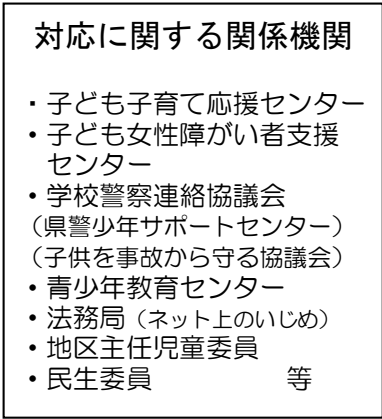 対応に関する関係機関
・子ども子育て応援センター
・子ども女性障がい者支援
センター
・学校警察連絡協議会
（県警少年サポートセンター）
（子供を事故から守る協議会）
・青少年教育センター
・法務局（ネット上のいじめ）
・地区主任児童委員
・民生委員　　　　　等